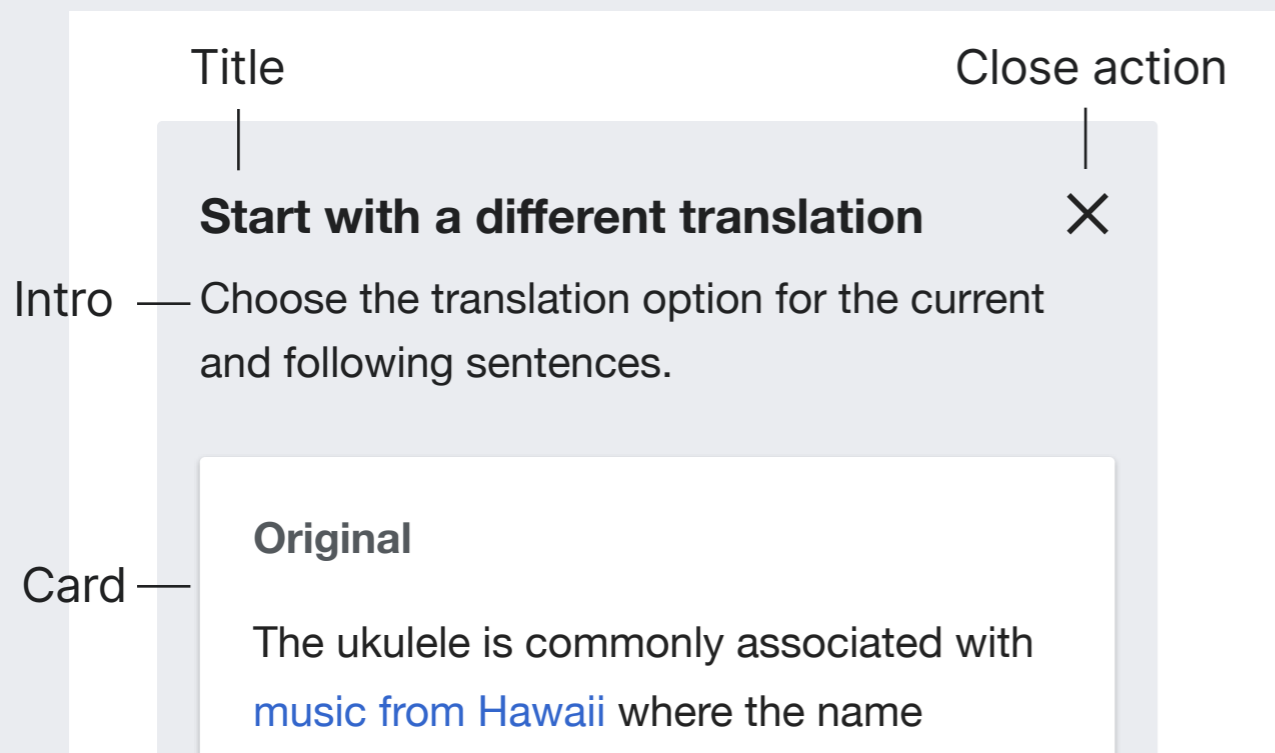 Title
Close action
Start with a different translation
Intro
Choose the translation option for the current
and following sentences.
Original
Card
The ukulele is commonly associated with
music from Hawaii where the name